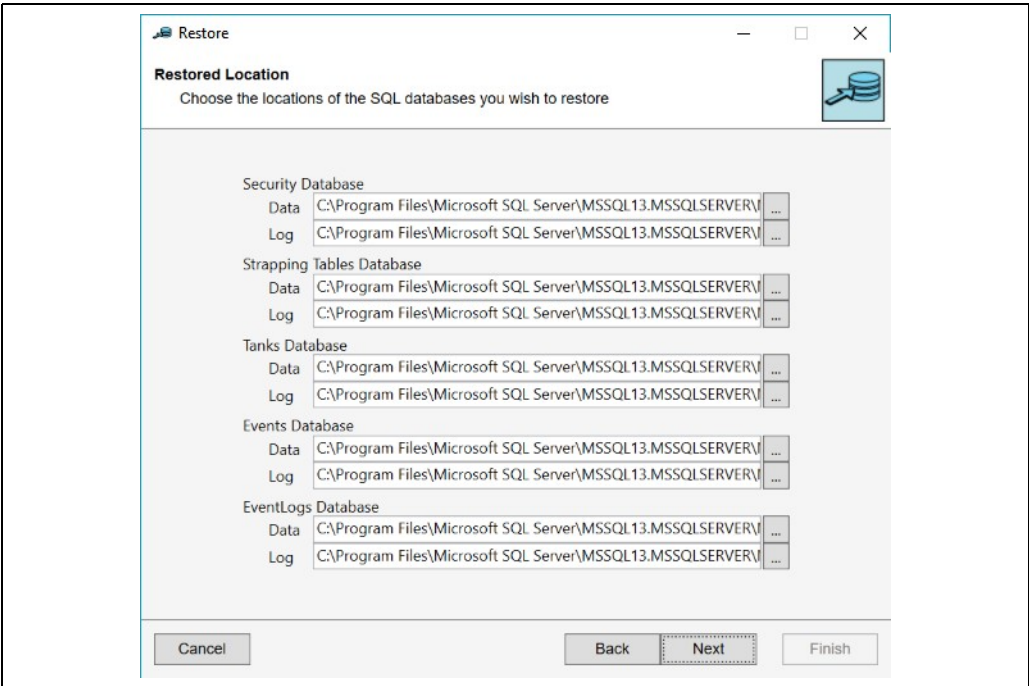 Restore
Restored Location
Choose the locations of the SQL databases you wish to restore
Security Database
Data C:\Program Files\Microsoft SQL Server\MSSQL13.MSSQLSERVER\ ...
Log C:\Program Files\Microsoft SQL Server\MSSQL13.MSSQLSERVER\ ...
Strapping Tables Database
Data C:\Program Files\Microsoft SQL Server\MSSQL13.MSSQLSERVER\ ...
Log C:\Program Files\Microsoft SQL Server\MSSQL13.MSSQLSERVER\ ...
Tanks Database
Data C:\Program Files\Microsoft SQL Server\MSSQL13.MSSQLSERVER\ ...
Log C:\Program Files\Microsoft SQL Server\MSSQL13.MSSQLSERVER\ ...
Events Database
Data C:\Program Files\Microsoft SQL Server\MSSQL13.MSSQLSERVER\ ...
Log C:\Program Files\Microsoft SQL Server\MSSQL13.MSSQLSERVER\ ...
EventLogs Database
Data C:\Program Files\Microsoft SQL Server\MSSQL13.MSSQLSERVER\ ...
Log C:\Program Files\Microsoft SQL Server\MSSQL13.MSSQLSERVER\ ...
Cancel Back Next Finish